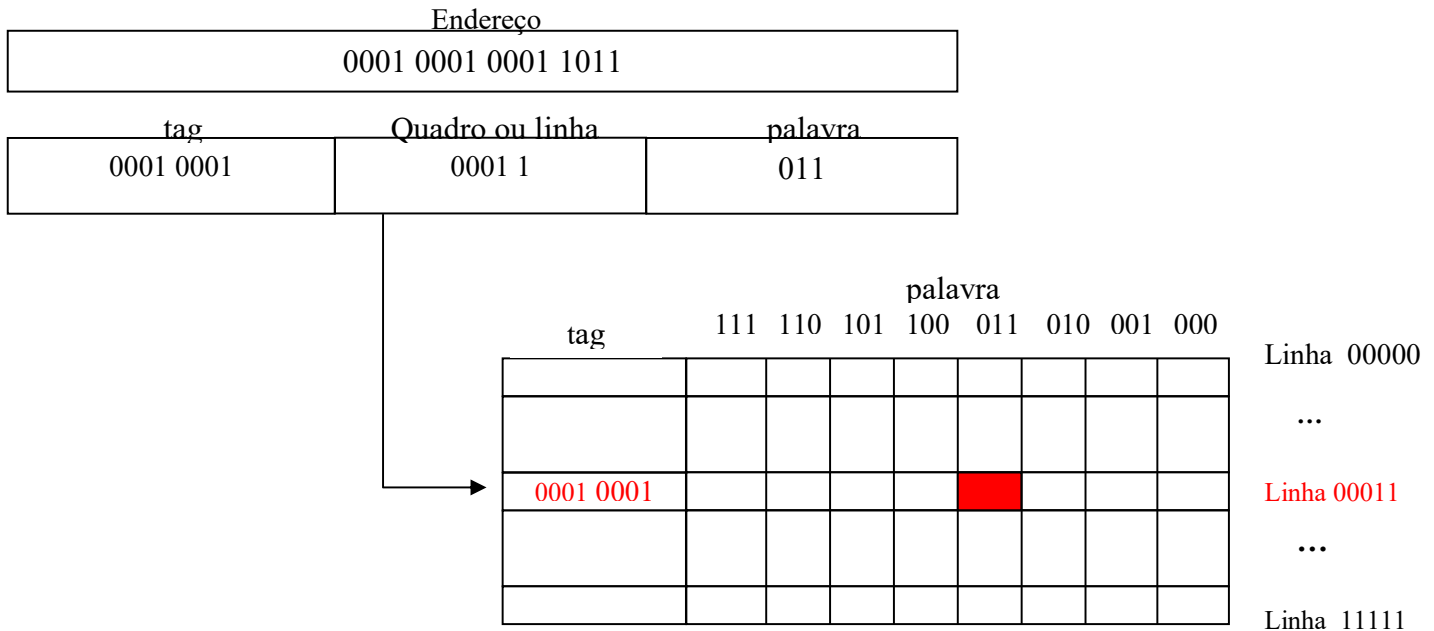 Endereço
0001 0001 0001 1011
tag Quadro ou linha palavra
0001 0001 0001 1 011
palavra
tag 111 110 101 100 011 010 001 000
Linha 00000
...
0001 0001 Linha 00011
...
Linha 11111